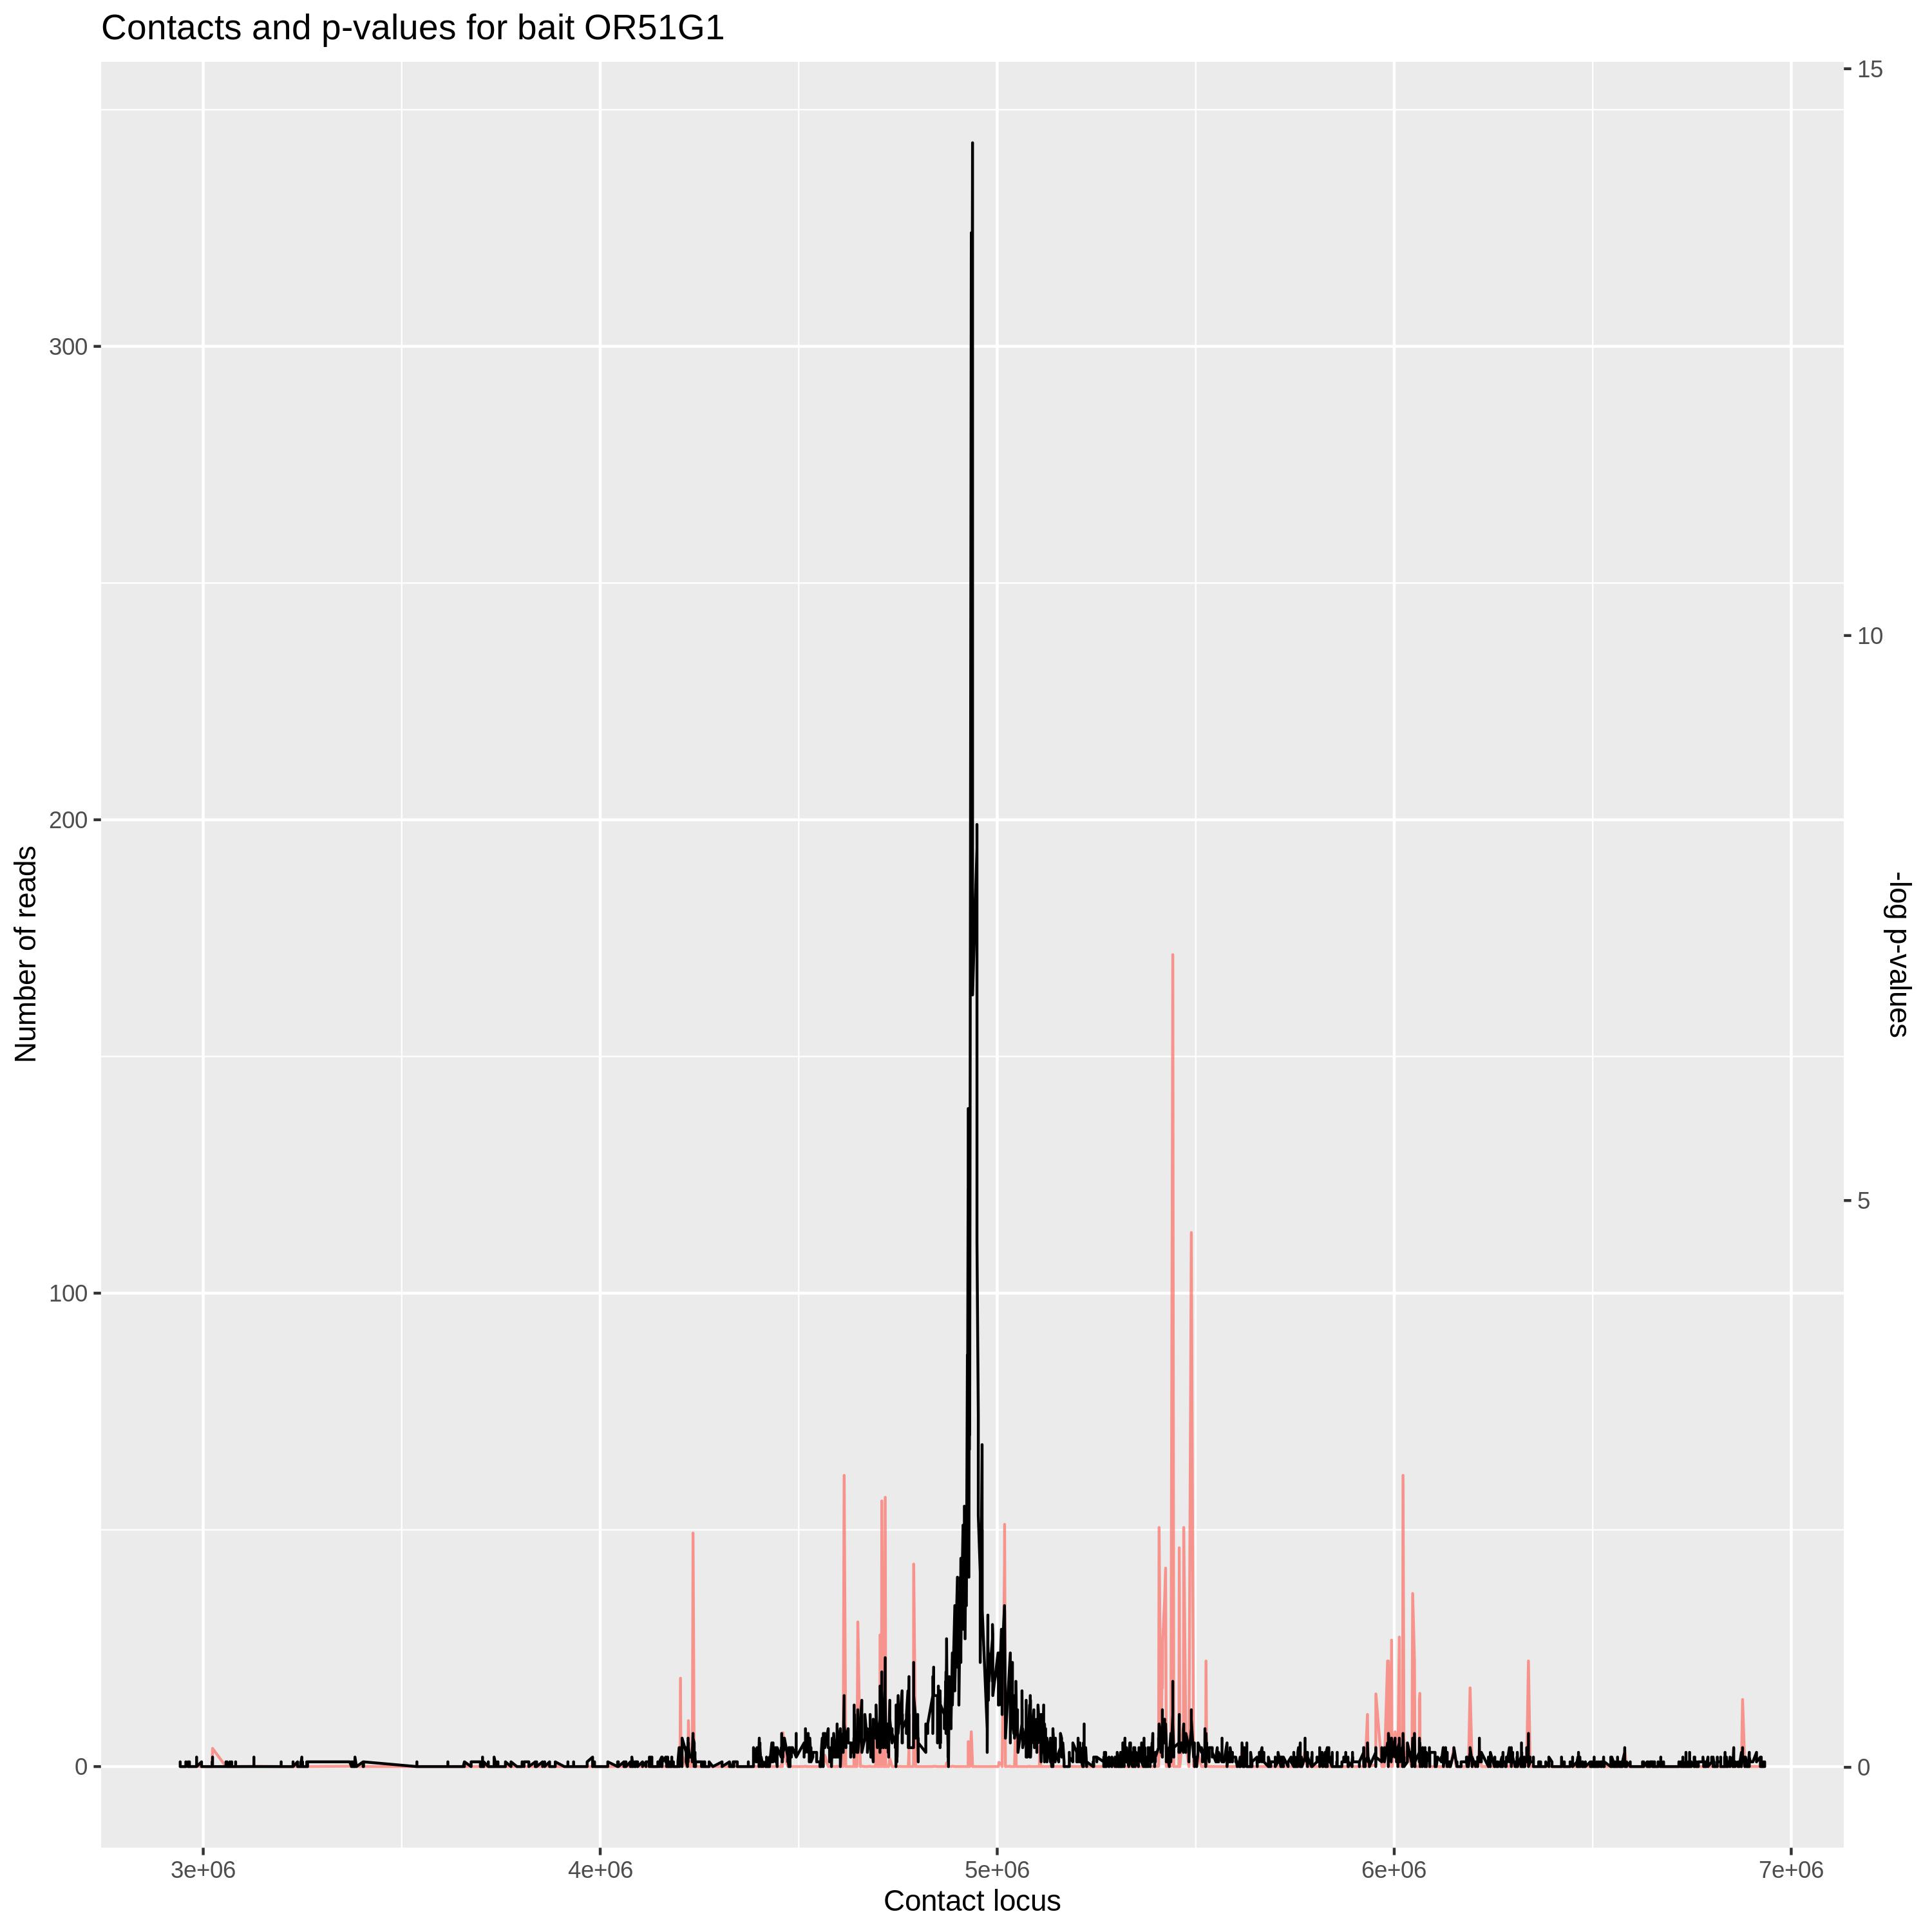 Contacts and p-values for bait OR51G1
15
300
10
200
Number of reads
-log p-values
5
100
0
0
3e+06
4e+06
5e+06
6e+06
7e+06
Contact locus